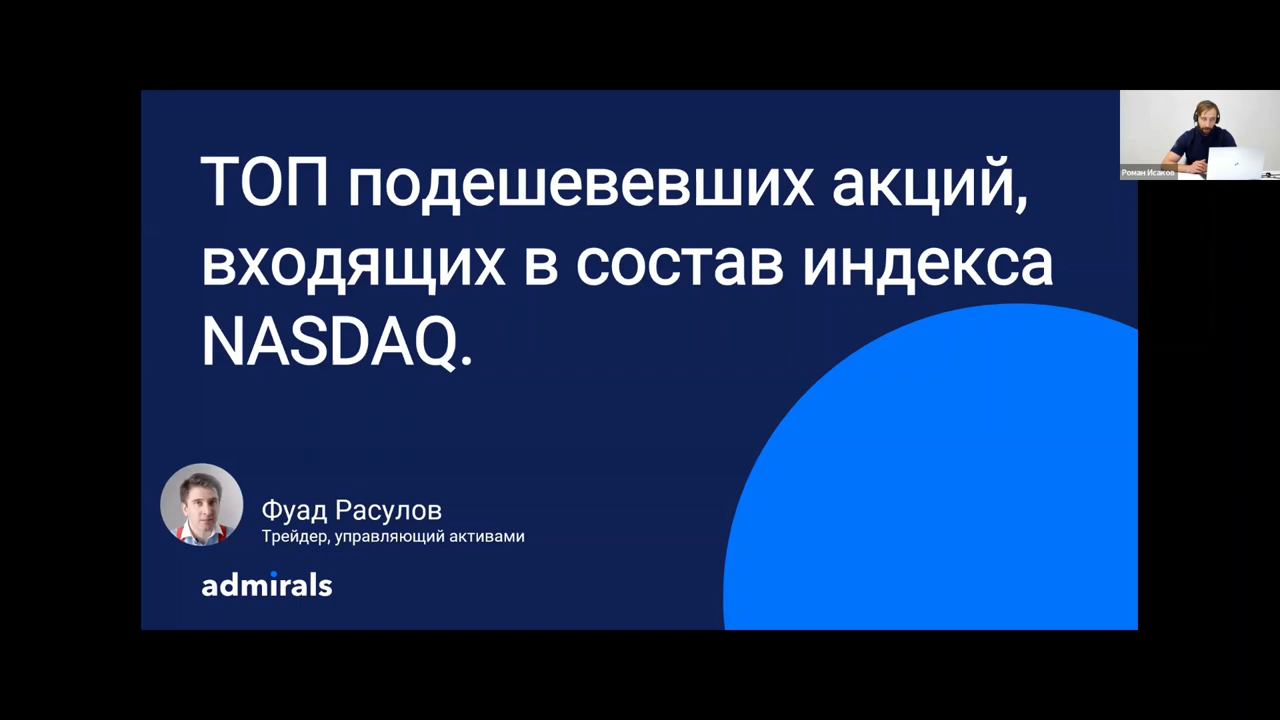 ТОП подешевевших акций,
входящих в состав индекса
NASDAQ.
Роман Исаков
Фуад Расулов
Трейдер, управляющий активами
admirals